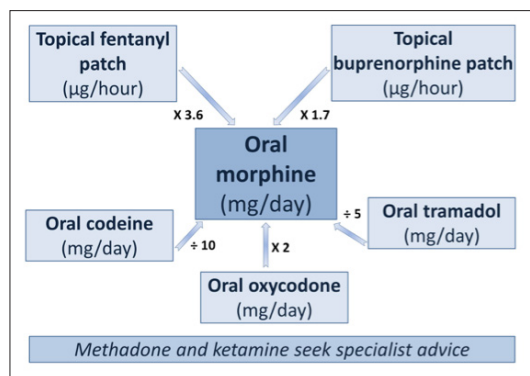 Topical fentanyl
patch
(µg/hour)
Topical
buprenorphine patch
(µg/hour)
X 3.6
X 1.7
Oral
morphine
(mg/day)
Oral codeine
(mg/day)
÷ 10
X 2
÷ 5
Oral tramadol
(mg/day)
Oral oxycodone
(mg/day)
Methadone and ketamine seek specialist advice